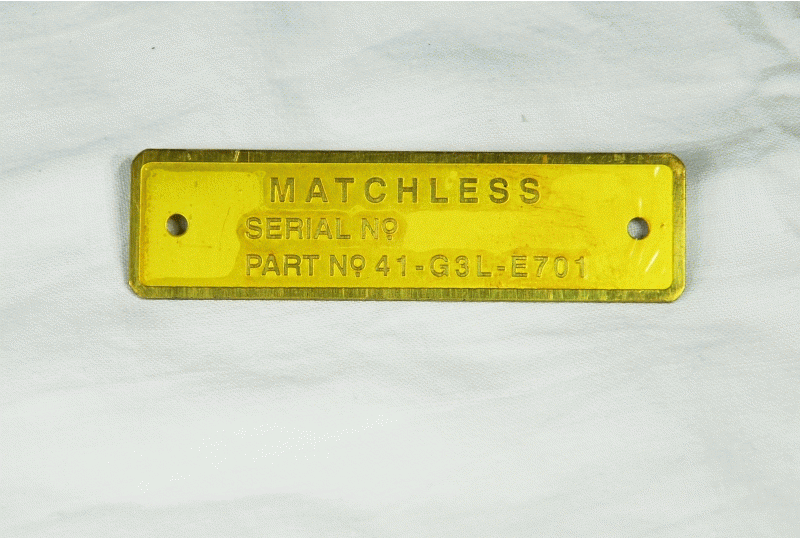 MATCHLESS
SERIAL Nº
PART Nº 41-G3L-E701